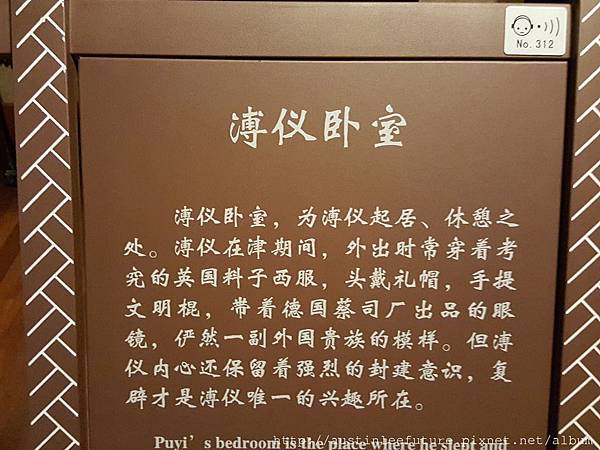 No. 312
溥仪卧室
溥仪卧室，为溥仪起居、休憩之
处。溥仪在津期间，外出时常穿着考
究的英国料子西服，头戴礼帽，手提
文明棍，带着德国蔡司厂出品的眼
镜，俨然一副外国贵族的模样。但溥
仪内心还保留着强烈的封建意识，复
辟才是溥仪唯一的兴趣所在。
Puyi's bedroom is the place where he slept and
http://austinleefuture.pixnet.net/album